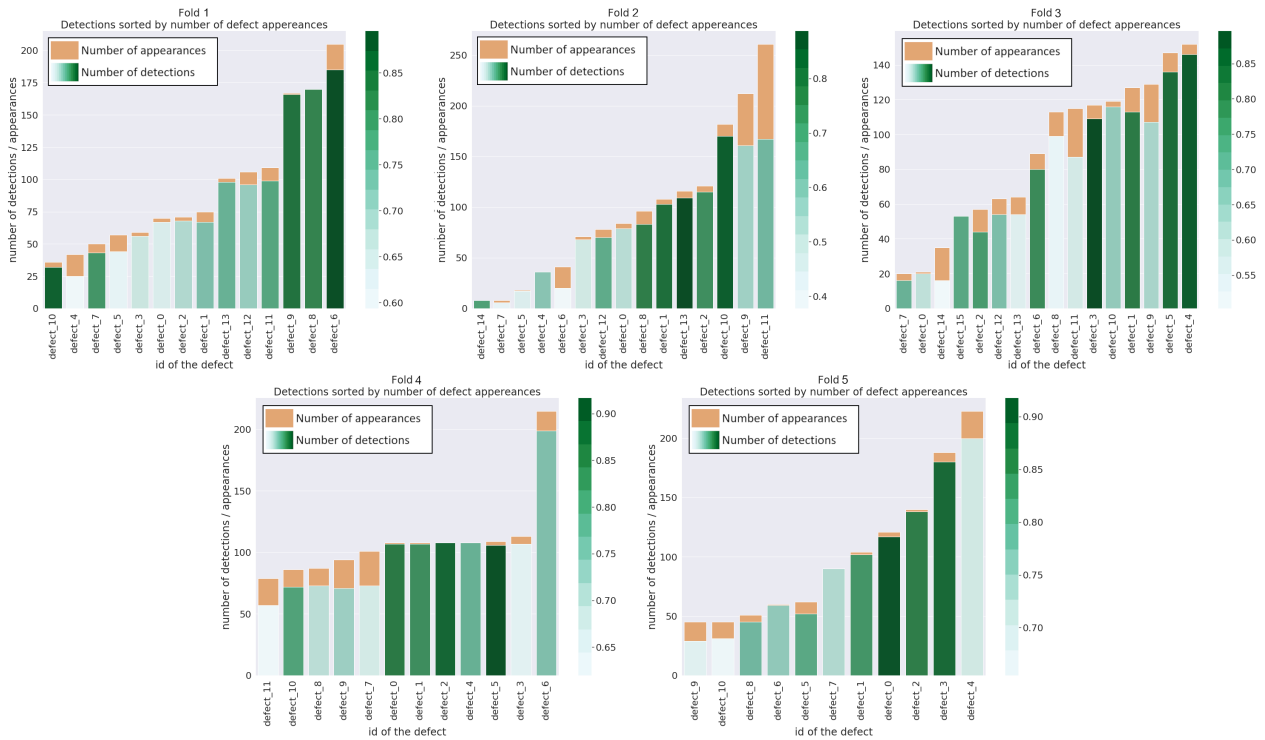 Fold 1
Detections sorted by number of defect appereances
Number of appearances
Number of detections
number of detections / appearances
200
175
150
125
100
75
50
25
0
defect_10
defect_4
defect_7
defect_5
defect_3
defect_0
defect_2
defect_1
defect_13
defect_12
defect_11
defect_9
defect_8
defect_6
id of the defect
0.85
0.80
0.75
0.70
0.65
0.60
Fold 2
Detections sorted by number of defect appereances
Number of appearances
Number of detections
number of detections / appearances
250
200
150
100
50
0
defect_14
defect_7
defect_5
defect_4
defect_6
defect_3
defect_12
defect_0
defect_8
defect_1
defect_13
defect_2
defect_10
defect_9
defect_11
id of the defect
0.8
0.7
0.6
0.5
0.4
Fold 3
Detections sorted by number of defect appereances
Number of appearances
Number of detections
number of detections / appearances
140
120
100
80
60
40
20
0
defect_7
defect_0
defect_14
defect_15
defect_2
defect_12
defect_13
defect_6
defect_8
defect_11
defect_3
defect_10
defect_1
defect_9
defect_5
defect_4
id of the defect
0.85
0.80
0.75
0.70
0.65
0.60
0.55
Fold 4
Detections sorted by number of defect appereances
Number of appearances
Number of detections
number of detections / appearances
200
150
100
50
0
defect_11
defect_10
defect_8
defect_9
defect_7
defect_0
defect_1
defect_2
defect_4
defect_5
defect_3
defect_6
id of the defect
0.90
0.85
0.80
0.75
0.70
0.65
Fold 5
Detections sorted by number of defect appereances
Number of appearances
Number of detections
number of detections / appearances
200
150
100
50
0
defect_9
defect_10
defect_8
defect_6
defect_5
defect_7
defect_1
defect_0
defect_2
defect_3
defect_4
id of the defect
0.90
0.85
0.80
0.75
0.70